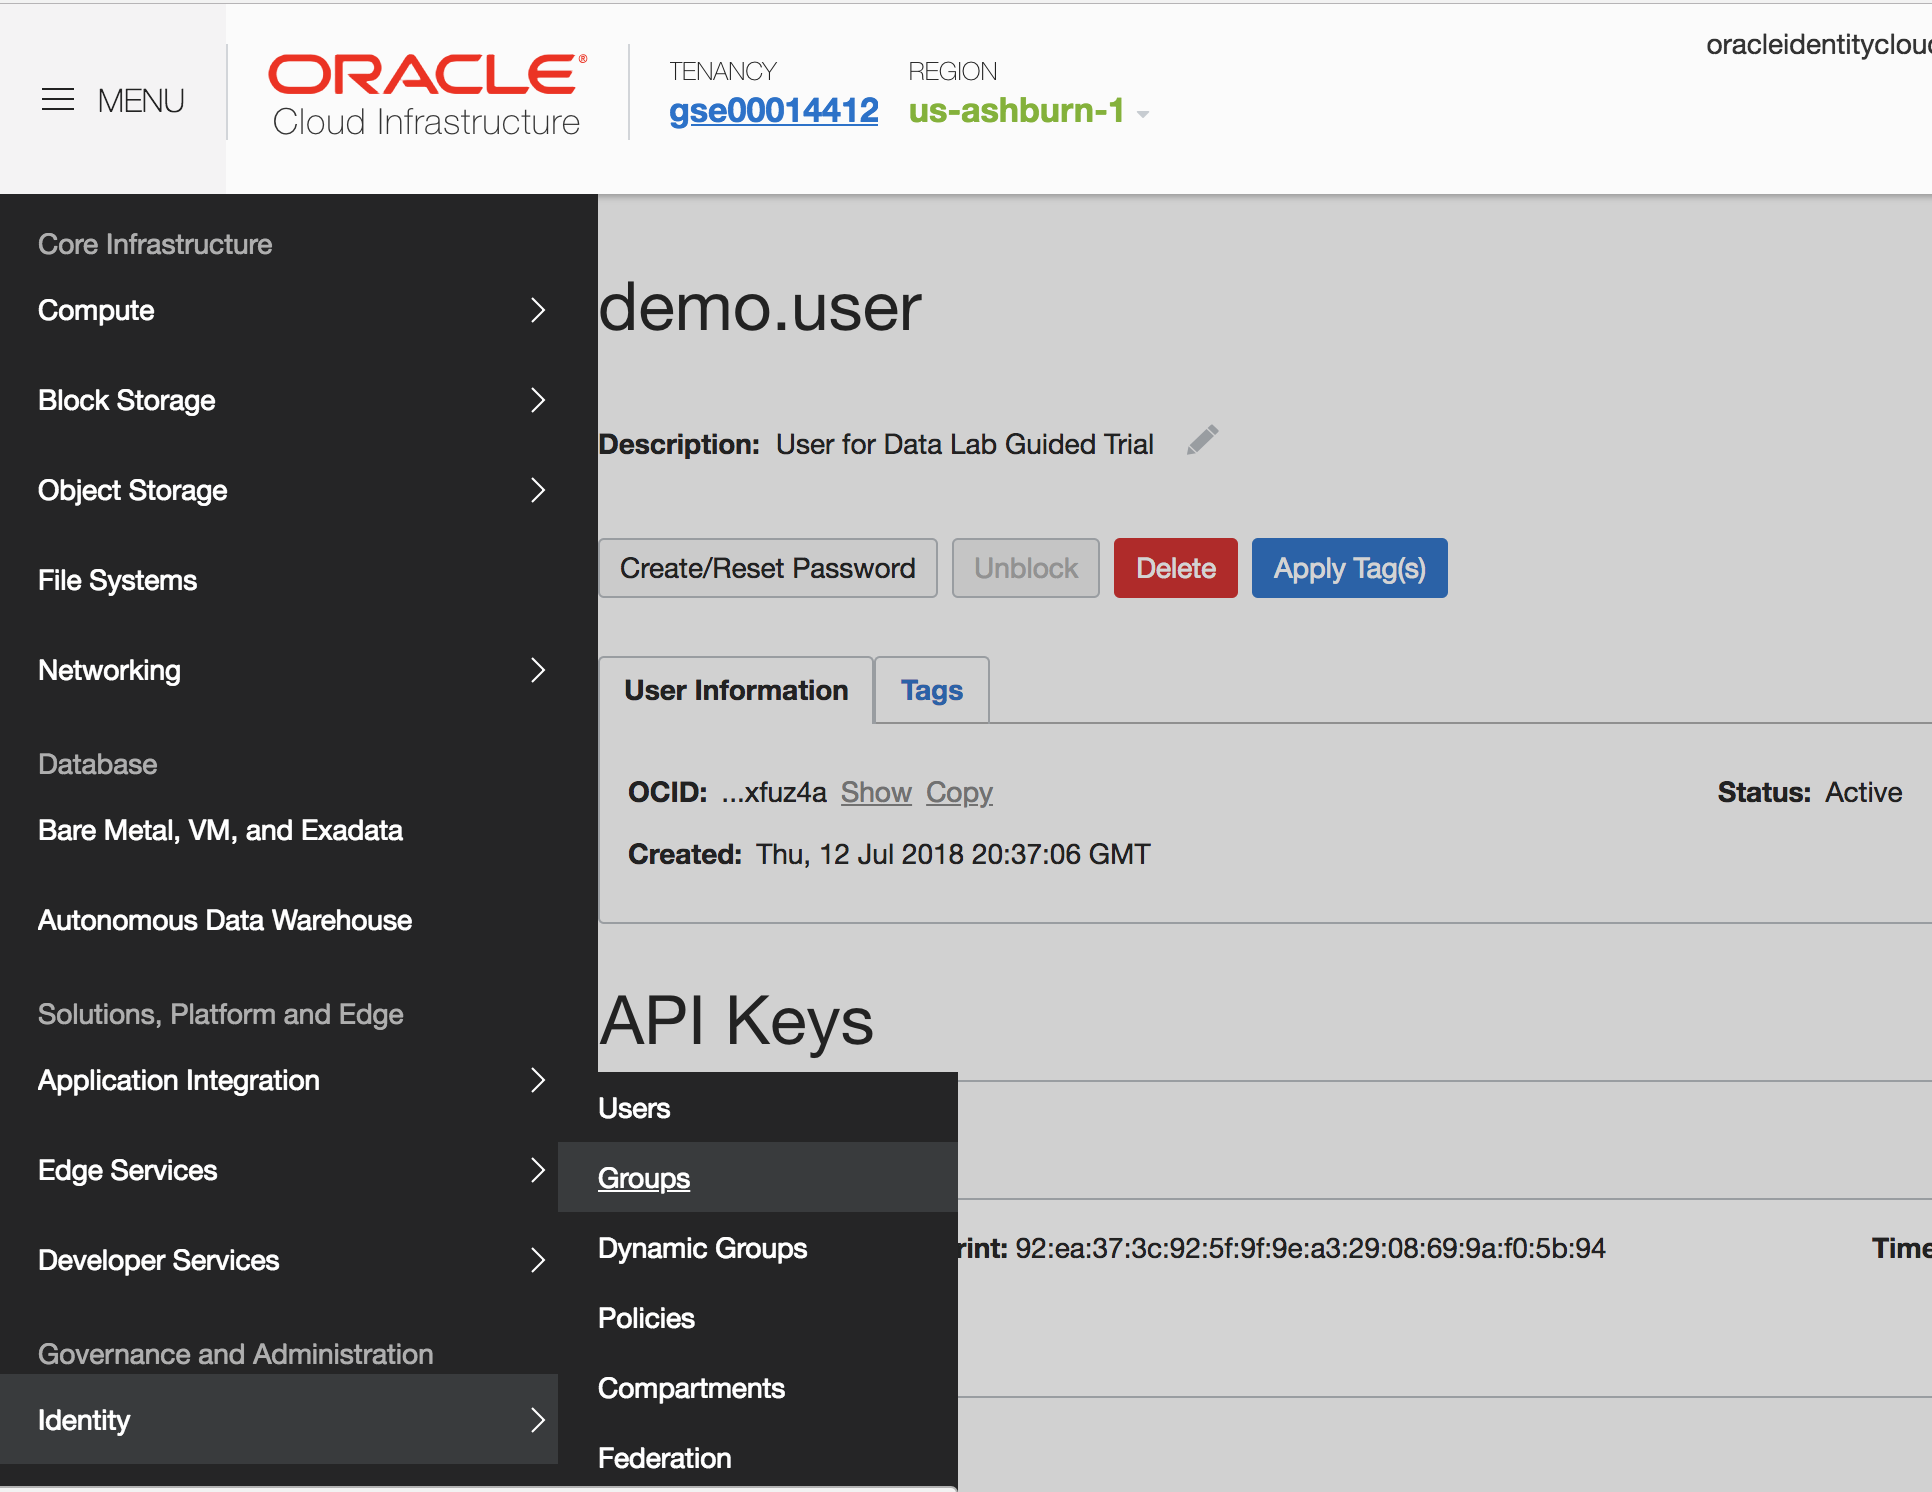 MENU
ORACLE®
Cloud Infrastructure
TENANCY
gse00014412
REGION
us-ashburn-1
Core Infrastructure
Compute
Block Storage
Object Storage
File Systems
Networking
Database
Bare Metal, VM, and Exadata
Autonomous Data Warehouse
Solutions, Platform and Edge
Application Integration
Edge Services
Developer Services
Governance and Administration
Identity
Users
Groups
Dynamic Groups
Policies
Compartments
Federation
demo.user
Description: User for Data Lab Guided Trial
Create/Reset Password Unblock Delete Apply Tag(s)
User Information Tags
OCID: ...xfuz4a Show Copy
Status: Active
Created: Thu, 12 Jul 2018 20:37:06 GMT
API Keys
rint: 92:ea:37:3c:92:5f:9f:9e:a3:29:08:69:9a:f0:5b:94
Time